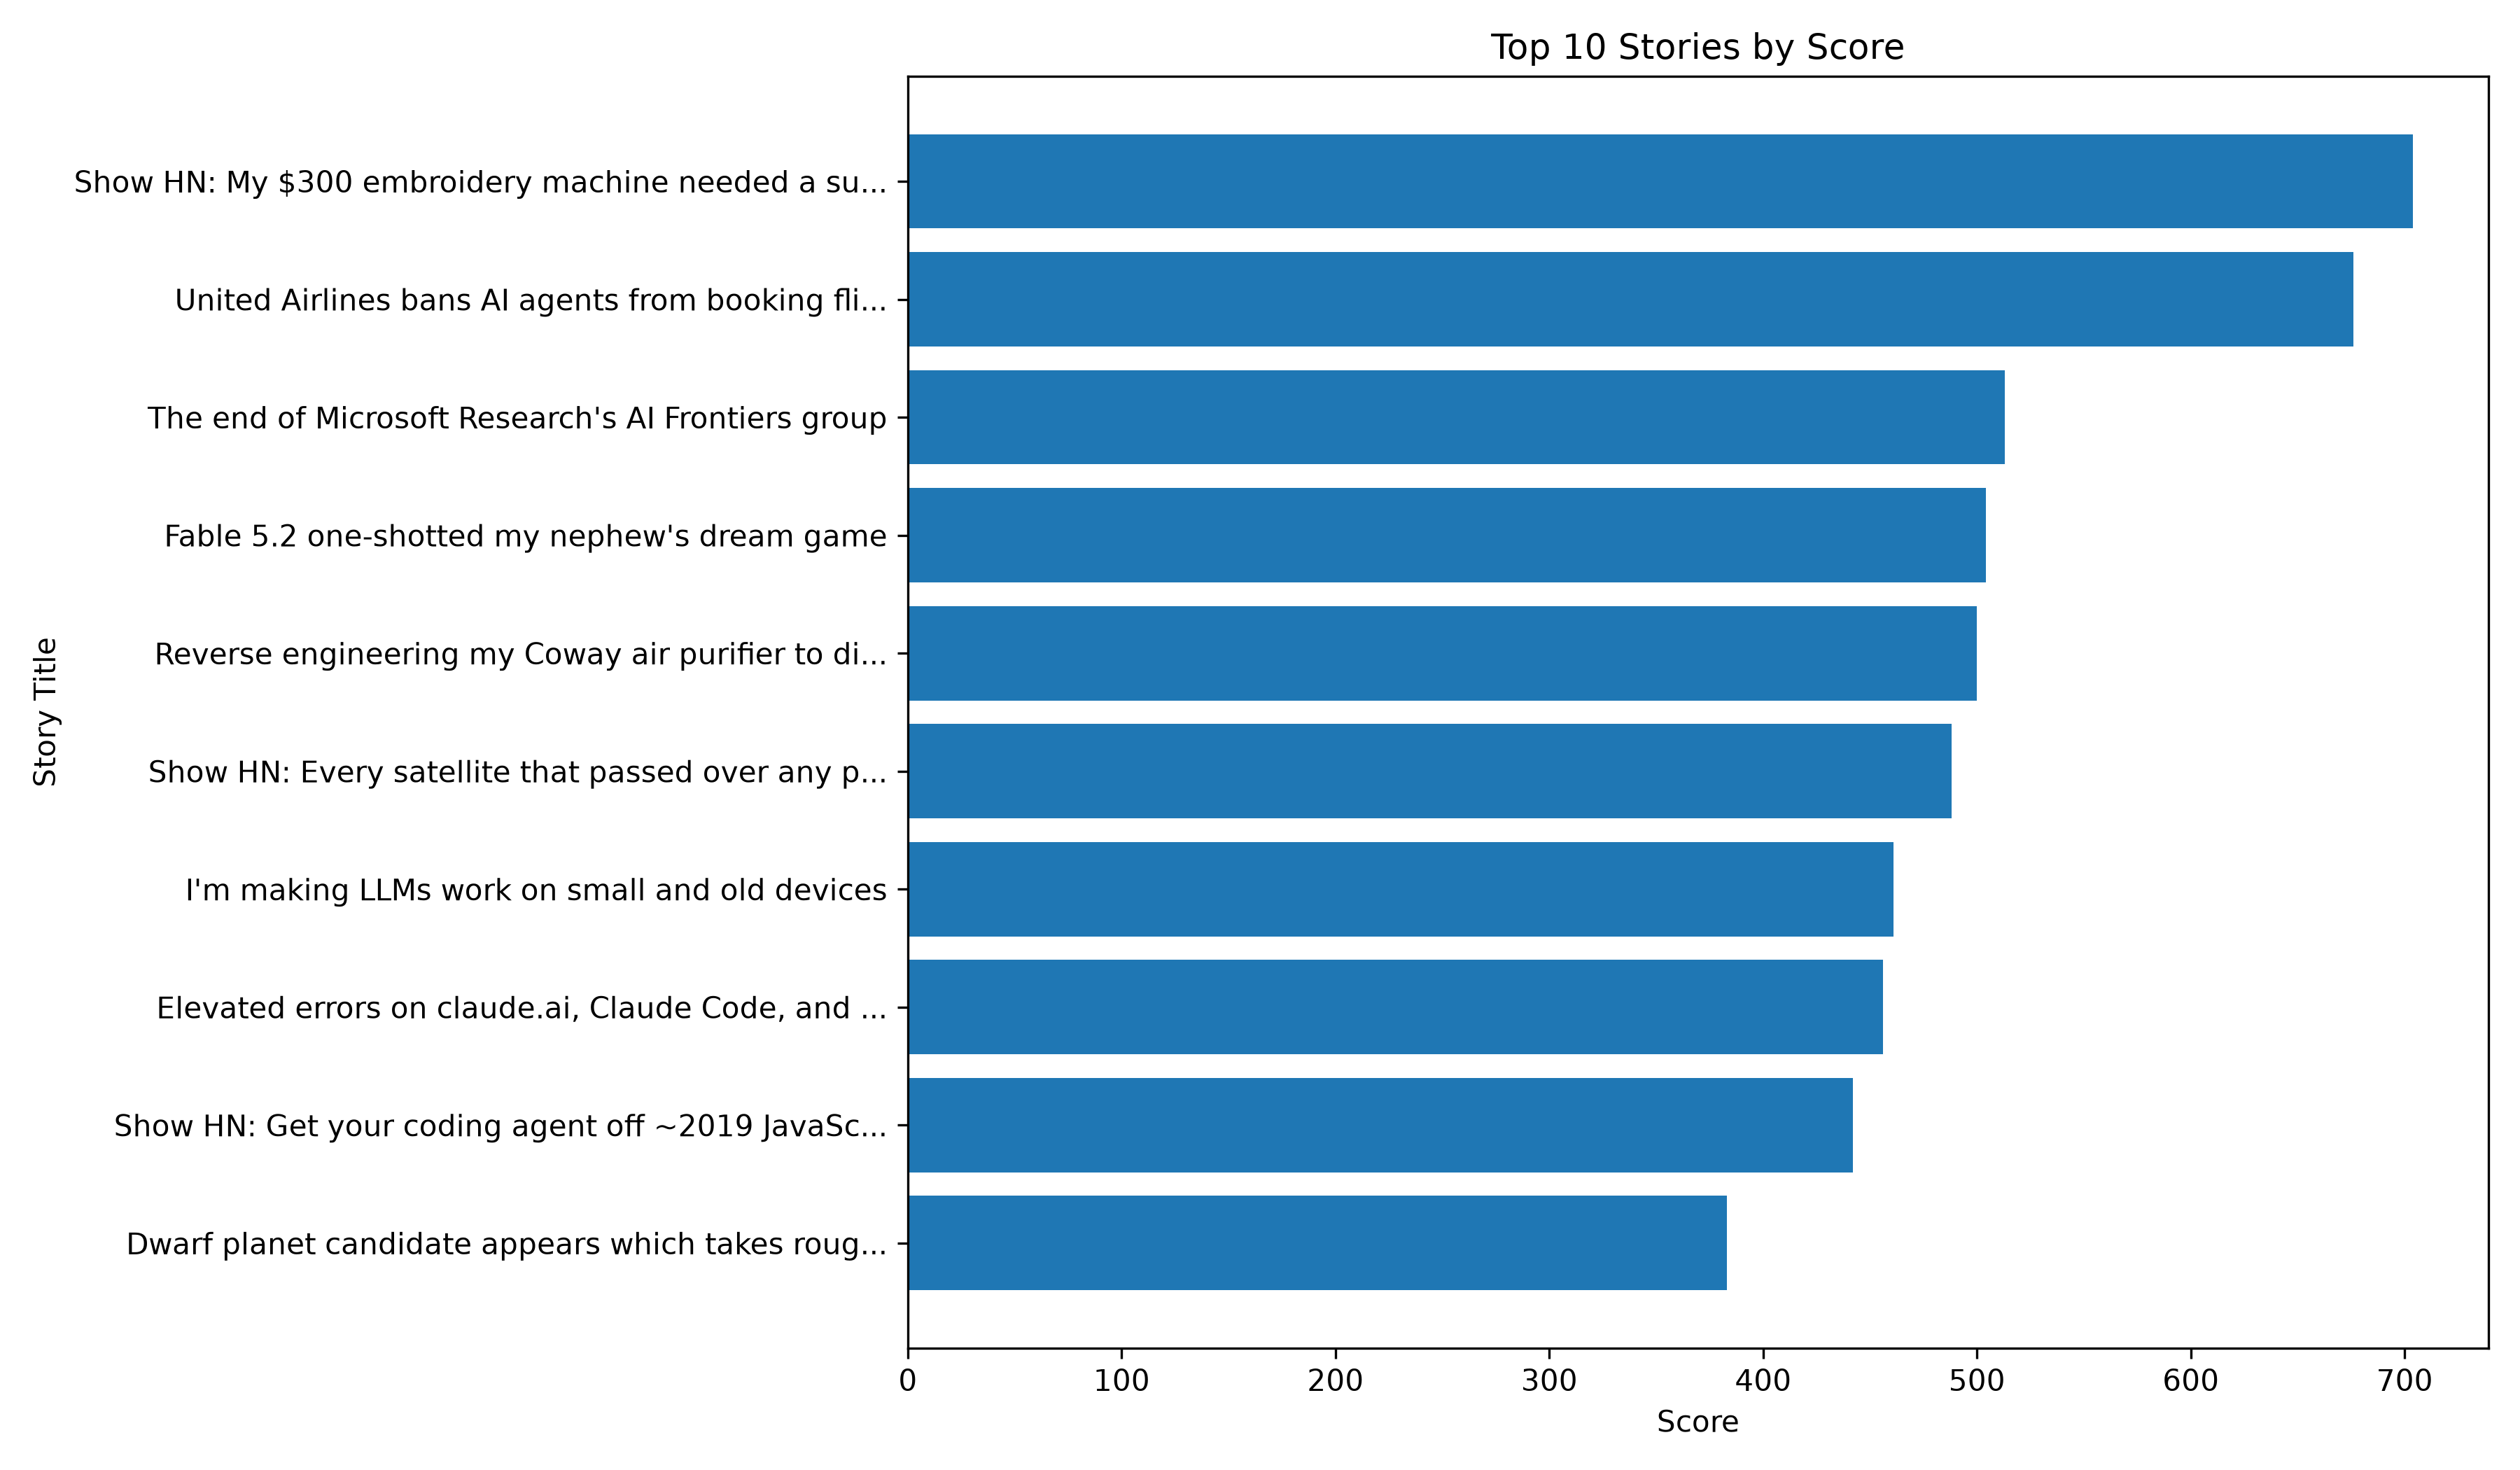 Top 10 Stories by Score
Show HN: My $300 embroidery machine needed a su...
United Airlines bans AI agents from booking fli...
The end of Microsoft Research's AI Frontiers group
Fable 5.2 one-shotted my nephew's dream game
Reverse engineering my Coway air purifier to di...
Show HN: Every satellite that passed over any p...
I'm making LLMs work on small and old devices
Elevated errors on claude.ai, Claude Code, and ...
Show HN: Get your coding agent off ~2019 JavaSc...
Dwarf planet candidate appears which takes roug...
Story Title
0 100 200 300 400 500 600 700
Score